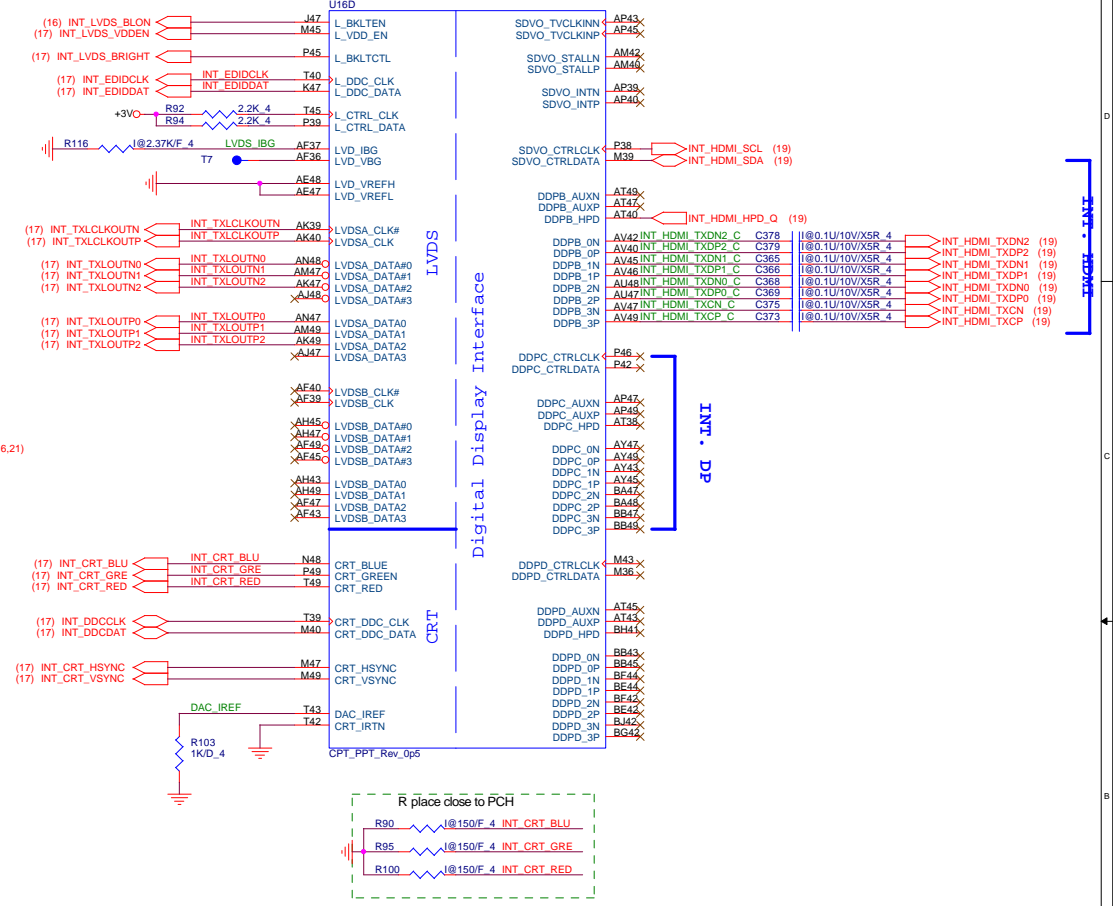 U16D
(16) INT_LVDS_BLON J47 L_BKLTEN
(17) INT_LVDS_VDDEN M45 L_VDD_EN
(17) INT_LVDS_BRIGHT P45 L_BKLTCTL
(17) INT_EDIDCLK INT_EDIDCLK T40 L_DDC_CLK
(17) INT_EDIDDAT INT_EDIDDAT K47 L_DDC_DATA
+3V R92 2.2K_4 T45 L_CTRL_CLK
R94 2.2K_4 P39 L_CTRL_DATA
R116 I@2.37K/F_4 LVDS_IBG AF37 LVD_IBG
T7 AF36 LVD_VBG
AE48 LVD_VREFH
AE47 LVD_VREFL
(17) INT_TXLCLKOUTN INT_TXLCLKOUTN AK39 LVDSA_CLK#
(17) INT_TXLCLKOUTP INT_TXLCLKOUTP AK40 LVDSA_CLK
(17) INT_TXLOUTN0 INT_TXLOUTN0 AN48 LVDSA_DATA#0
(17) INT_TXLOUTN1 INT_TXLOUTN1 AM47 LVDSA_DATA#1
(17) INT_TXLOUTN2 INT_TXLOUTN2 AK47 LVDSA_DATA#2
AJ48 LVDSA_DATA#3
(17) INT_TXLOUTP0 INT_TXLOUTP0 AN47 LVDSA_DATA0
(17) INT_TXLOUTP1 INT_TXLOUTP1 AM49 LVDSA_DATA1
(17) INT_TXLOUTP2 INT_TXLOUTP2 AK49 LVDSA_DATA2
AJ47 LVDSA_DATA3
AF40 LVDSB_CLK#
AF39 LVDSB_CLK
AH45 LVDSB_DATA#0
AH47 LVDSB_DATA#1
AF49 LVDSB_DATA#2
AF45 LVDSB_DATA#3
6,21)
AH43 LVDSB_DATA0
AH49 LVDSB_DATA1
AF47 LVDSB_DATA2
AF43 LVDSB_DATA3
(17) INT_CRT_BLU INT_CRT_BLU N48 CRT_BLUE
(17) INT_CRT_GRE INT_CRT_GRE P49 CRT_GREEN
(17) INT_CRT_RED INT_CRT_RED T49 CRT_RED
(17) INT_DDCCLK T39 CRT_DDC_CLK
(17) INT_DDCDAT M40 CRT_DDC_DATA
(17) INT_CRT_HSYNC M47 CRT_HSYNC
(17) INT_CRT_VSYNC M49 CRT_VSYNC
DAC_IREF T43 DAC_IREF
T42 CRT_IRTN
R103
1K/D_4
CPT_PPT_Rev_0p5
LVDS
CRT
Digital Display Interface
SDVO_TVCLKINN AP43
SDVO_TVCLKINP AP45
SDVO_STALLN AM42
SDVO_STALLP AM40
SDVO_INTN AP39
SDVO_INTP AP40
SDVO_CTRLCLK P38 INT_HDMI_SCL (19)
SDVO_CTRLDATA M39 INT_HDMI_SDA (19)
DDPB_AUXN AT49
DDPB_AUXP AT47
DDPB_HPD AT40 INT_HDMI_HPD_Q (19)
DDPB_0N AV42 INT_HDMI_TXDN2_C C378 I@0.1U/10V/X5R_4 INT_HDMI_TXDN2 (19)
DDPB_0P AV40 INT_HDMI_TXDP2_C C379 I@0.1U/10V/X5R_4 INT_HDMI_TXDP2 (19)
DDPB_1N AV45 INT_HDMI_TXDN1_C C365 I@0.1U/10V/X5R_4 INT_HDMI_TXDN1 (19)
DDPB_1P AV46 INT_HDMI_TXDP1_C C366 I@0.1U/10V/X5R_4 INT_HDMI_TXDP1 (19)
DDPB_2N AU48 INT_HDMI_TXDN0_C C368 I@0.1U/10V/X5R_4 INT_HDMI_TXDN0 (19)
DDPB_2P AU47 INT_HDMI_TXDP0_C C369 I@0.1U/10V/X5R_4 INT_HDMI_TXDP0 (19)
DDPB_3N AV47 INT_HDMI_TXCN_C C375 I@0.1U/10V/X5R_4 INT_HDMI_TXCN (19)
DDPB_3P AV49 INT_HDMI_TXCP_C C373 I@0.1U/10V/X5R_4 INT_HDMI_TXCP (19)
INT. HDMI
DDPC_CTRLCLK P46
DDPC_CTRLDATA P42
DDPC_AUXN AP47
DDPC_AUXP AP49
DDPC_HPD AT38
DDPC_0N AY47
DDPC_0P AY49
DDPC_1N AY43
DDPC_1P AY45
DDPC_2N BA47
DDPC_2P BA48
DDPC_3N BB47
DDPC_3P BB49
INT. DP
DDPD_CTRLCLK M43
DDPD_CTRLDATA M36
DDPD_AUXN AT45
DDPD_AUXP AT43
DDPD_HPD BH41
DDPD_0N BB43
DDPD_0P BB45
DDPD_1N BF44
DDPD_1P BE44
DDPD_2N BF42
DDPD_2P BE42
DDPD_3N BJ42
DDPD_3P BG42
D
C
B
R place close to PCH
R90 I@150/F_4 INT_CRT_BLU
R95 I@150/F_4 INT_CRT_GRE
R100 I@150/F_4 INT_CRT_RED